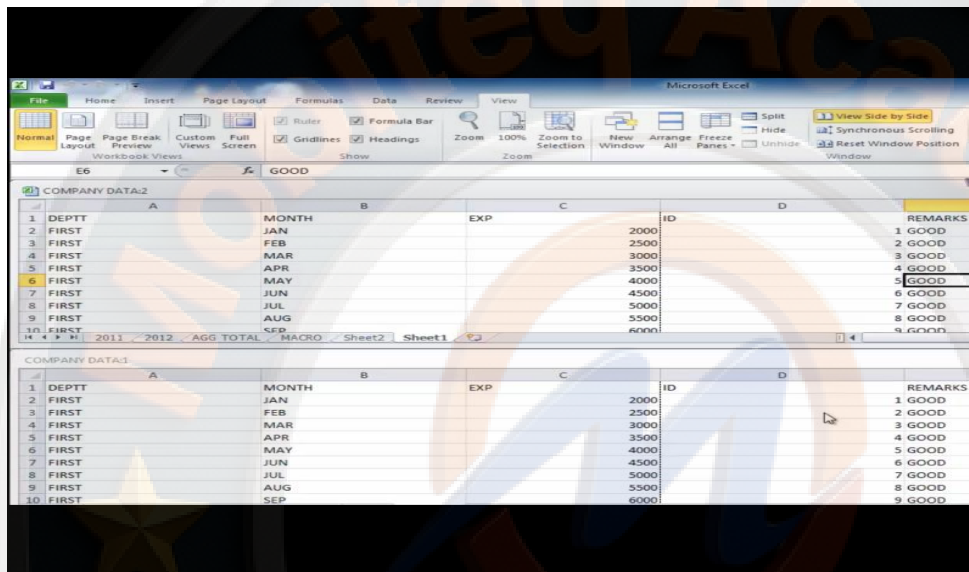 Moniteq Aca
Microsoft Excel
File Home Insert Page Layout Formulas Data Review View
Normal Page Layout Page Break Preview Custom Views Full Screen
Workbook Views
Ruler Formula Bar
Gridlines Headings
Show
Zoom 100% Zoom to Selection
Zoom
New Window Arrange All Freeze Panes
Split
Hide
Unhide
View Side by Side
Synchronous Scrolling
Reset Window Position
Window
E6 fx GOOD
COMPANY DATA:2
A B C D
1 DEPTT MONTH EXP ID REMARKS
2 FIRST JAN 2000 1 GOOD
3 FIRST FEB 2500 2 GOOD
4 FIRST MAR 3000 3 GOOD
5 FIRST APR 3500 4 GOOD
6 FIRST MAY 4000 5 GOOD
7 FIRST JUN 4500 6 GOOD
8 FIRST JUL 5000 7 GOOD
9 FIRST AUG 5500 8 GOOD
10 FIRST SEP 6000 9 GOOD
2011 2012 AGG TOTAL MACRO Sheet2 Sheet1
COMPANY DATA:1
A B C D
1 DEPTT MONTH EXP ID REMARKS
2 FIRST JAN 2000 1 GOOD
3 FIRST FEB 2500 2 GOOD
4 FIRST MAR 3000 3 GOOD
5 FIRST APR 3500 4 GOOD
6 FIRST MAY 4000 5 GOOD
7 FIRST JUN 4500 6 GOOD
8 FIRST JUL 5000 7 GOOD
9 FIRST AUG 5500 8 GOOD
10 FIRST SEP 6000 9 GOOD